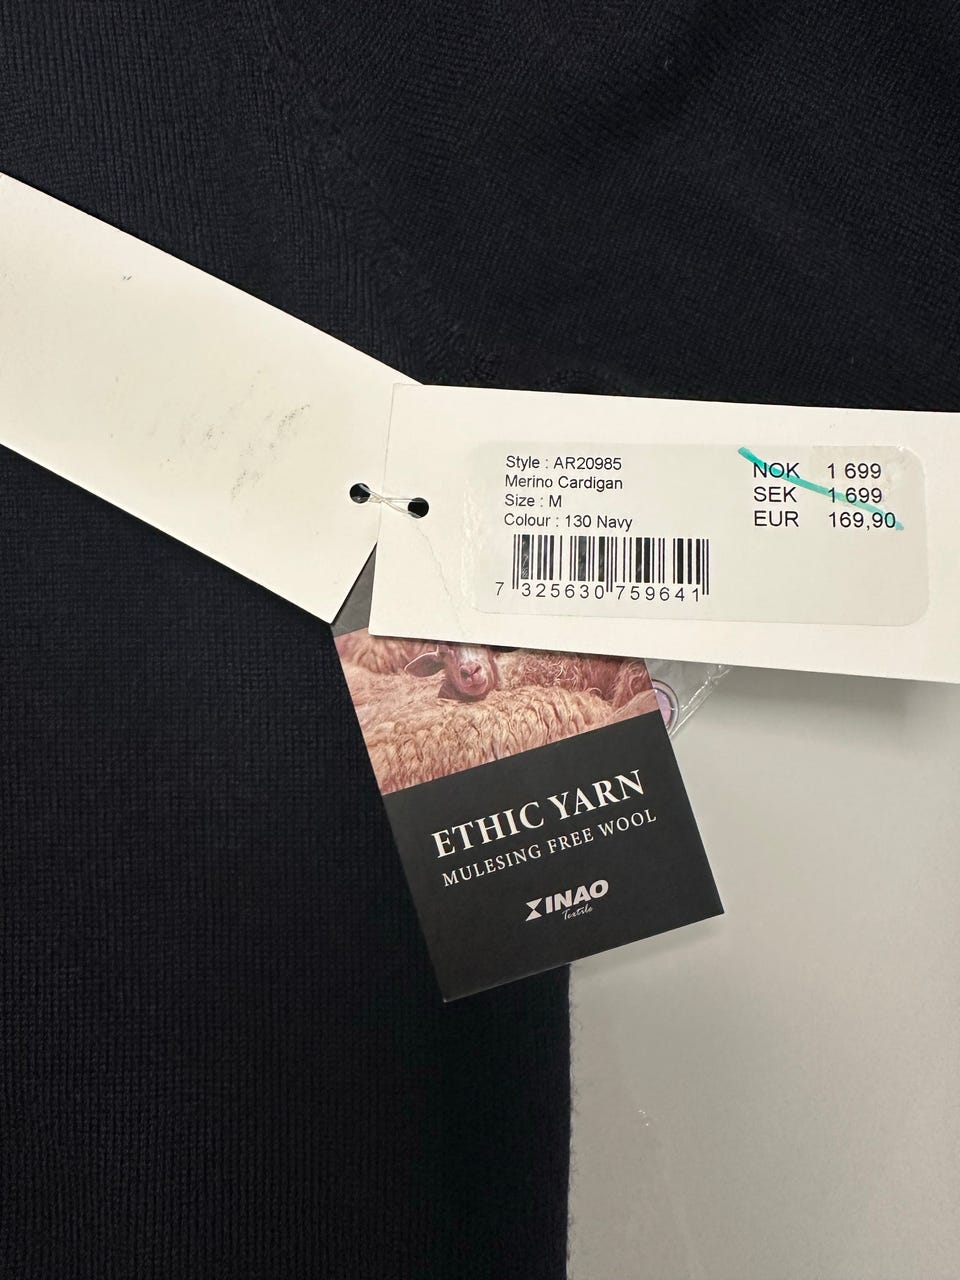 Style : AR20985
Merino Cardigan
Size : M
Colour : 130 Navy
NOK 1 699
SEK 1 699
EUR 169,90
7 325630 759641
ETHIC YARN
MULESING FREE WOOL
XINAO
Textile